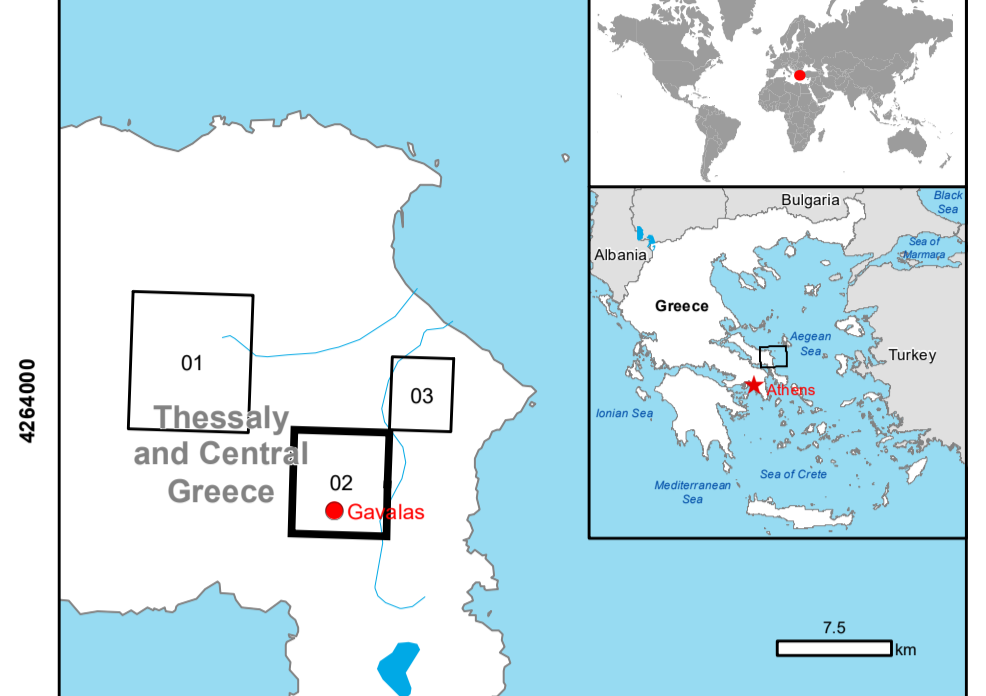 4264000
01
03
Thessaly
and Central
Greece
02
Gavalas
Bulgaria
Black
Sea
Sea of
Marmara
Albania
Greece
Aegean
Sea
Turkey
Athens
Ionian Sea
Sea of Crete
Mediterranean
Sea
7.5
km